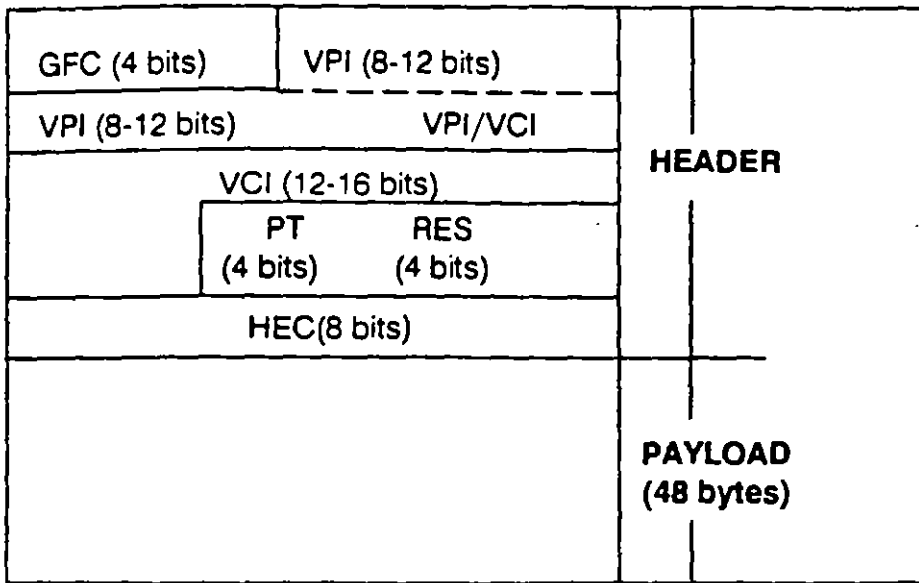 GFC (4 bits) VPI (8-12 bits)
VPI (8-12 bits) VPI/VCI
HEADER
VCI (12-16 bits)
PT RES
(4 bits) (4 bits)
HEC(8 bits)
PAYLOAD
(48 bytes)